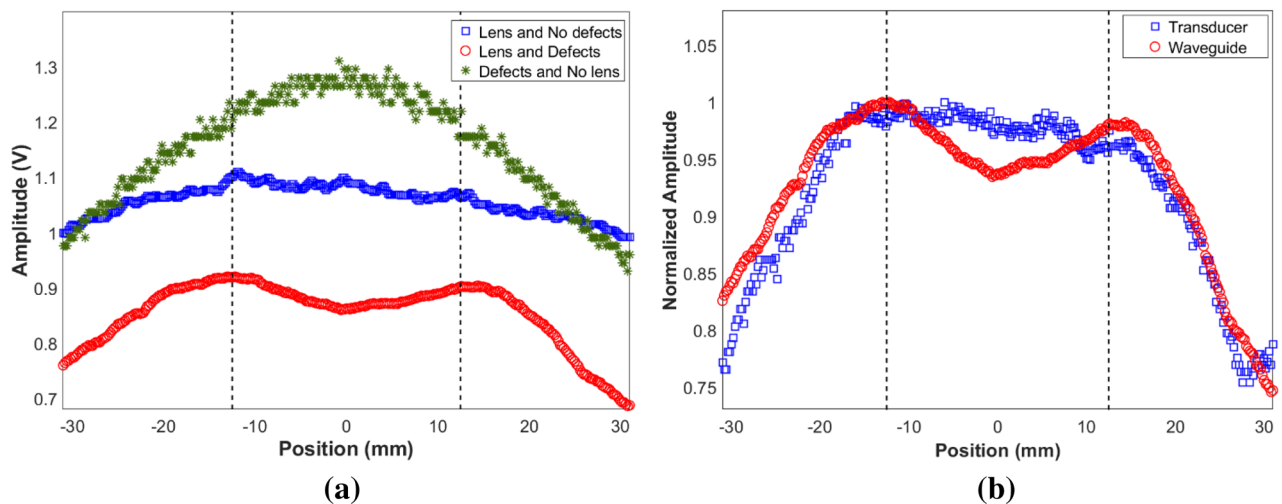 Amplitude (V)
1.3
1.2
1.1
1
0.9
0.8
0.7
Lens and No defects
Lens and Defects
Defects and No lens
-30
-20
-10
0
10
20
30
Position (mm)
(a)
Normalized Amplitude
1.05
1
0.95
0.9
0.85
0.8
0.75
Transducer
Waveguide
-30
-20
-10
0
10
20
30
Position (mm)
(b)